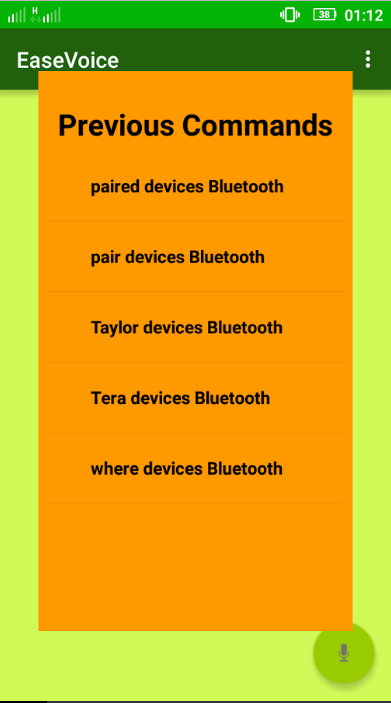 H
38 01:12
EaseVoice
Previous Commands
paired devices Bluetooth
pair devices Bluetooth
Taylor devices Bluetooth
Tera devices Bluetooth
where devices Bluetooth